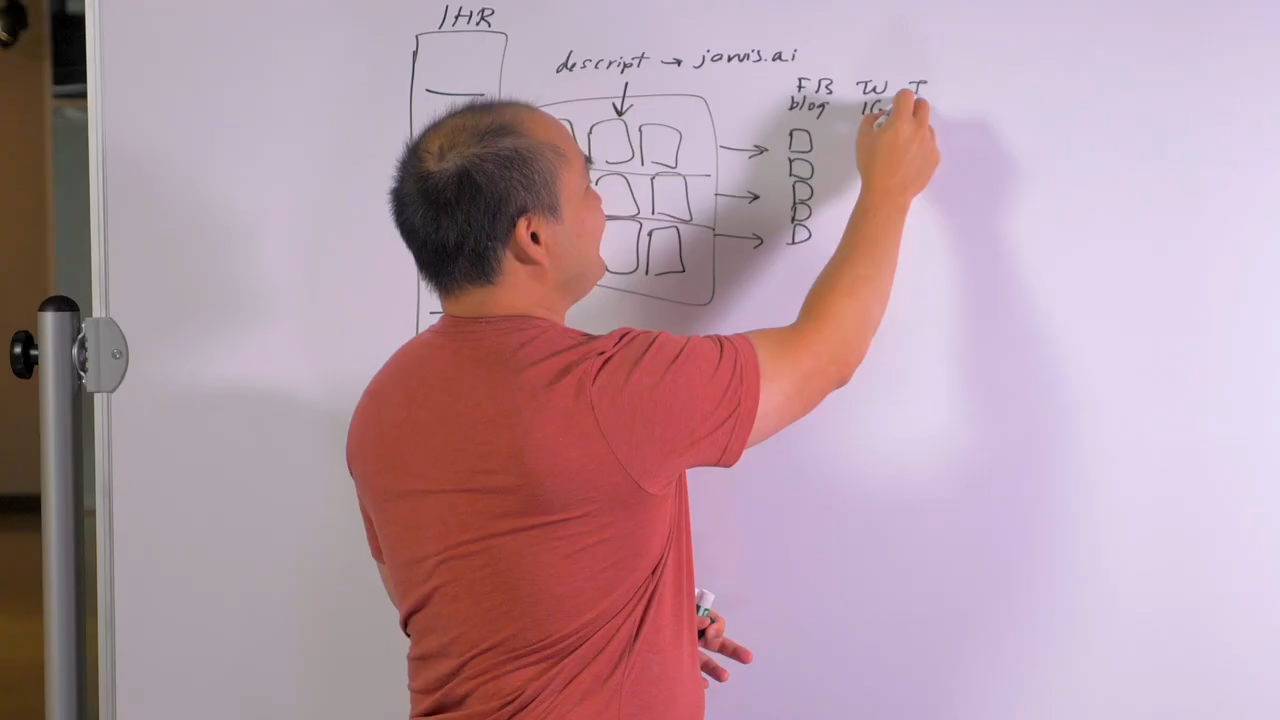 1HR
descript → jarvis.ai
FB TW T
blog IG